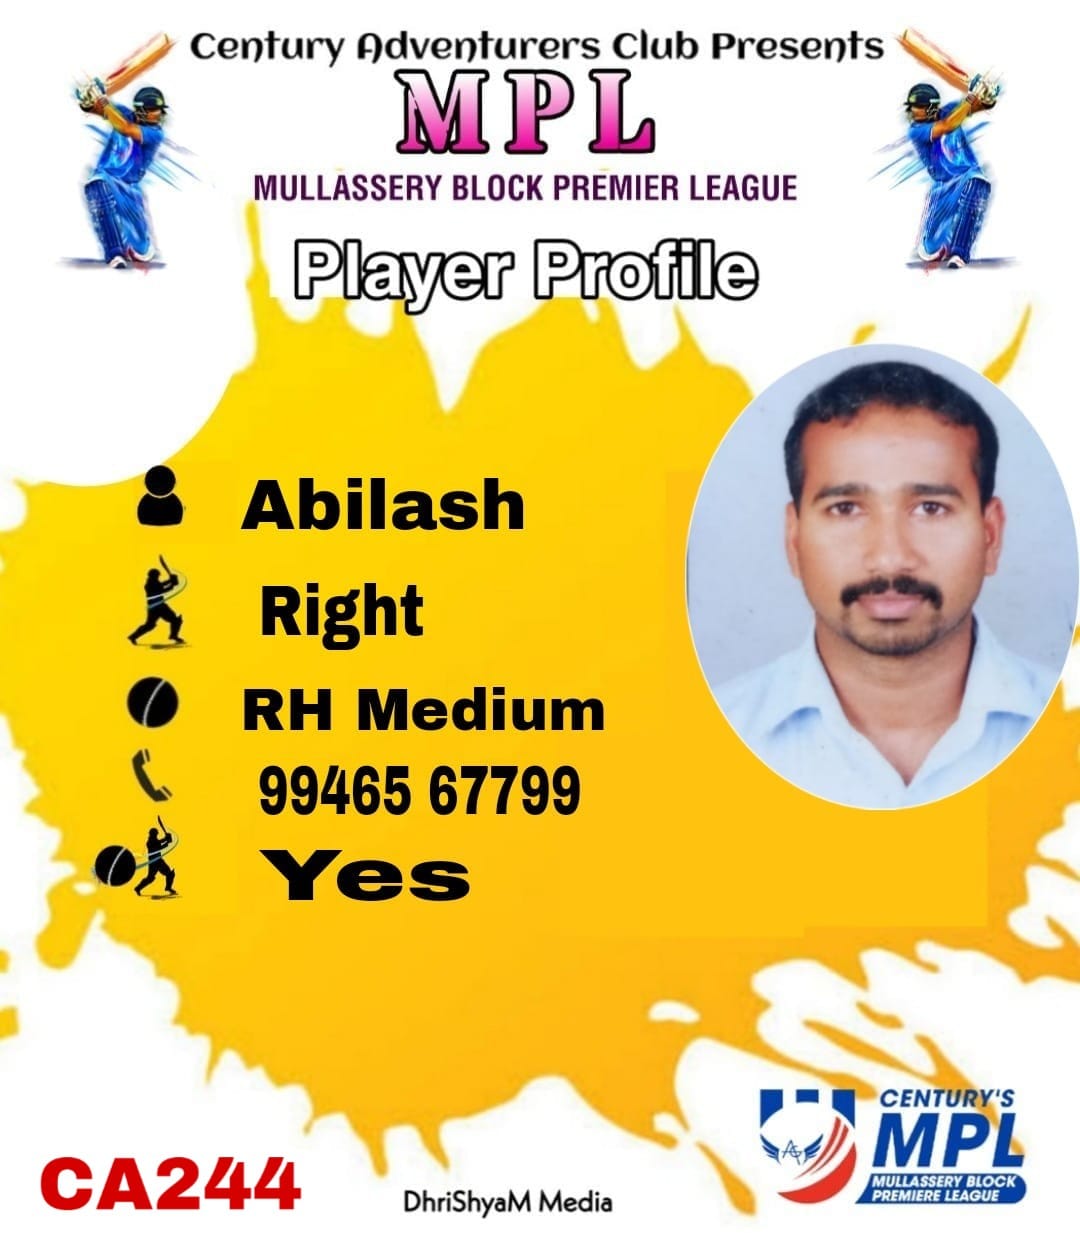 Century Adventurers Club Presents
MPL
MULLASSERY BLOCK PREMIER LEAGUE
Player Profile
Abilash
Right
RH Medium
99465 67799
Yes
CA244
DhriShyaM Media
CENTURY'S
MPL
MULLASSERY BLOCK
PREMIERE LEAGUE